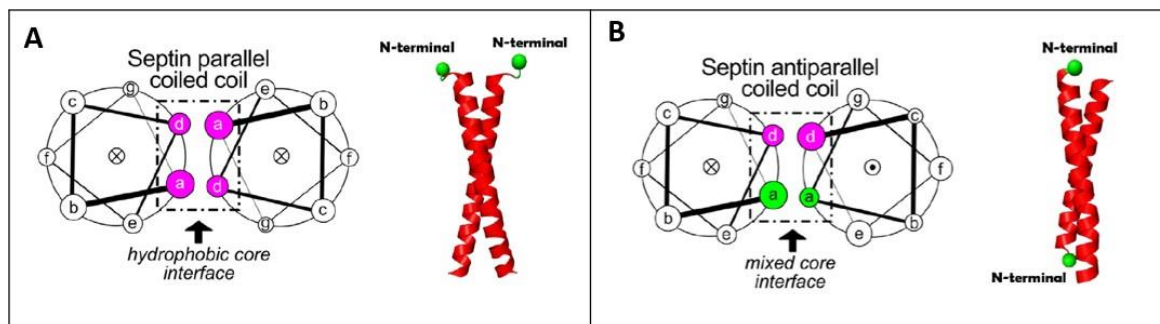 A
Septin parallel
coiled coil
N-terminal
N-terminal
g
e
c
d
a
b
f
f
b
a
d
c
e
g
hydrophobic core
interface
B
Septin antiparallel
coiled coil
N-terminal
g
g
c
d
d
c
f
f
b
a
a
b
e
e
mixed core
interface
N-terminal